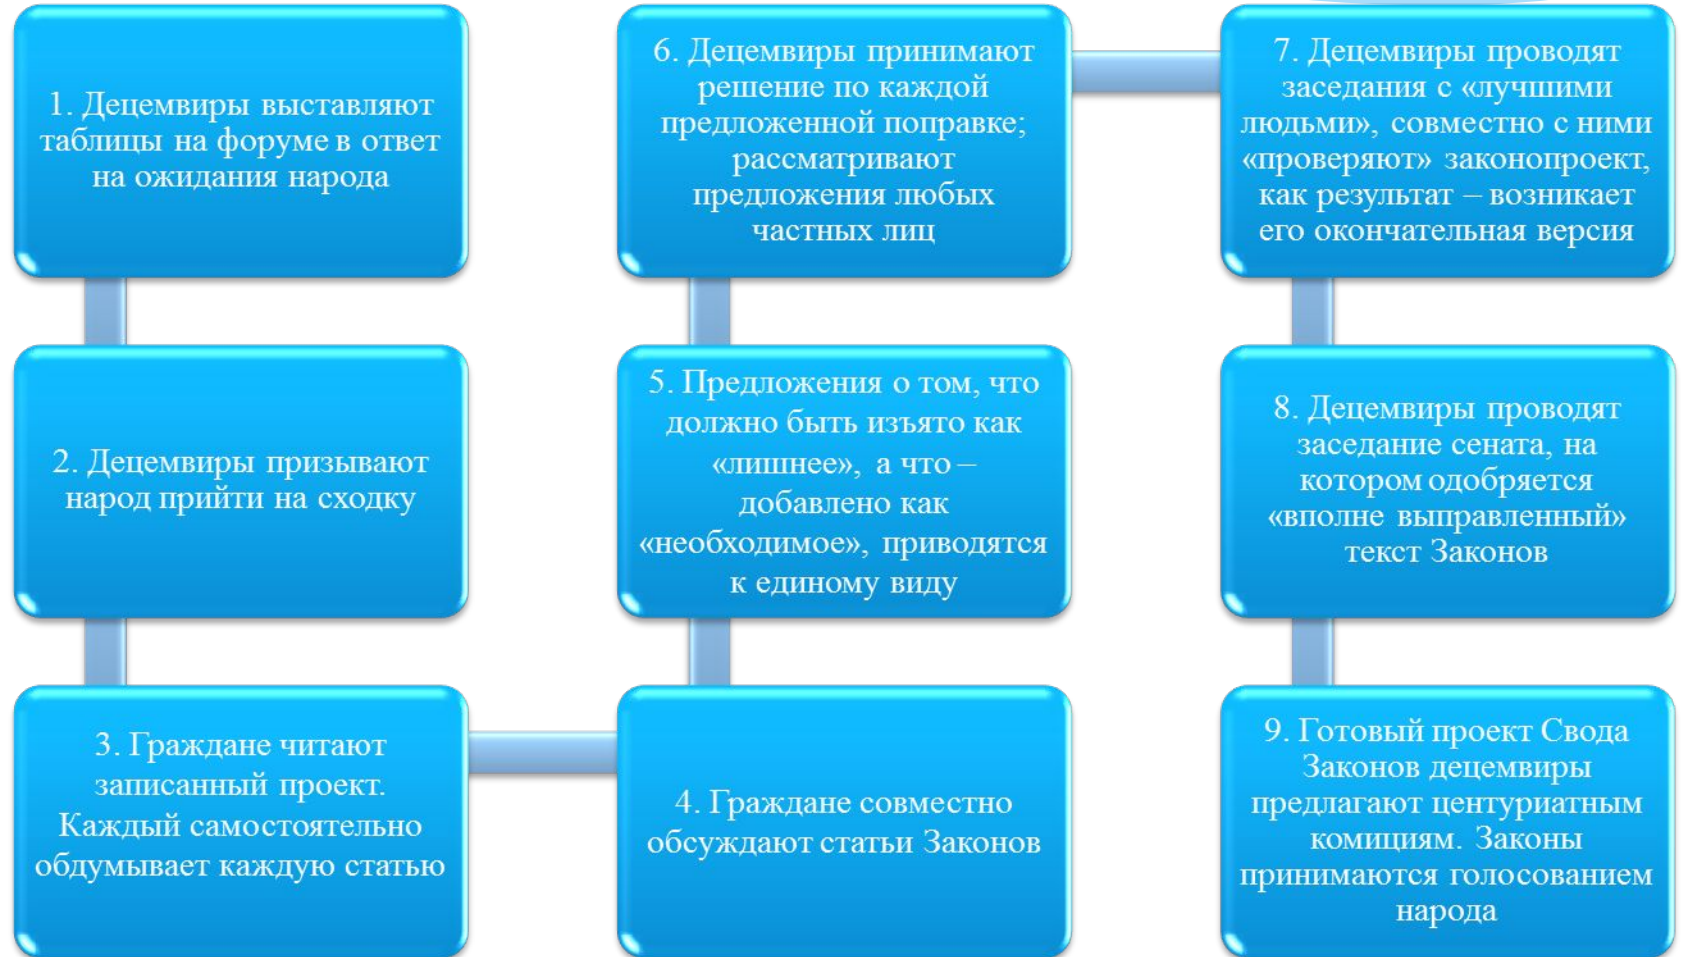 1. Децемвиры выставляют
таблицы на форуме в ответ
на ожидания народа
2. Децемвиры призывают
народ прийти на сходку
3. Граждане читают
записанный проект.
Каждый самостоятельно
обдумывает каждую статью
4. Граждане совместно
обсуждают статьи Законов
5. Предложения о том, что
должно быть изъято как
«лишнее», а что –
добавлено как
«необходимое», приводятся
к единому виду
6. Децемвиры принимают
решение по каждой
предложенной поправке;
рассматривают
предложения любых
частных лиц
7. Децемвиры проводят
заседания с «лучшими
людьми», совместно с ними
«проверяют» законопроект,
как результат – возникает
его окончательная версия
8. Децемвиры проводят
заседание сената, на
котором одобряется
«вполне выправленный»
текст Законов
9. Готовый проект Свода
Законов децемвиры
предлагают центуриатным
комициям. Законы
принимаются голосованием
народа